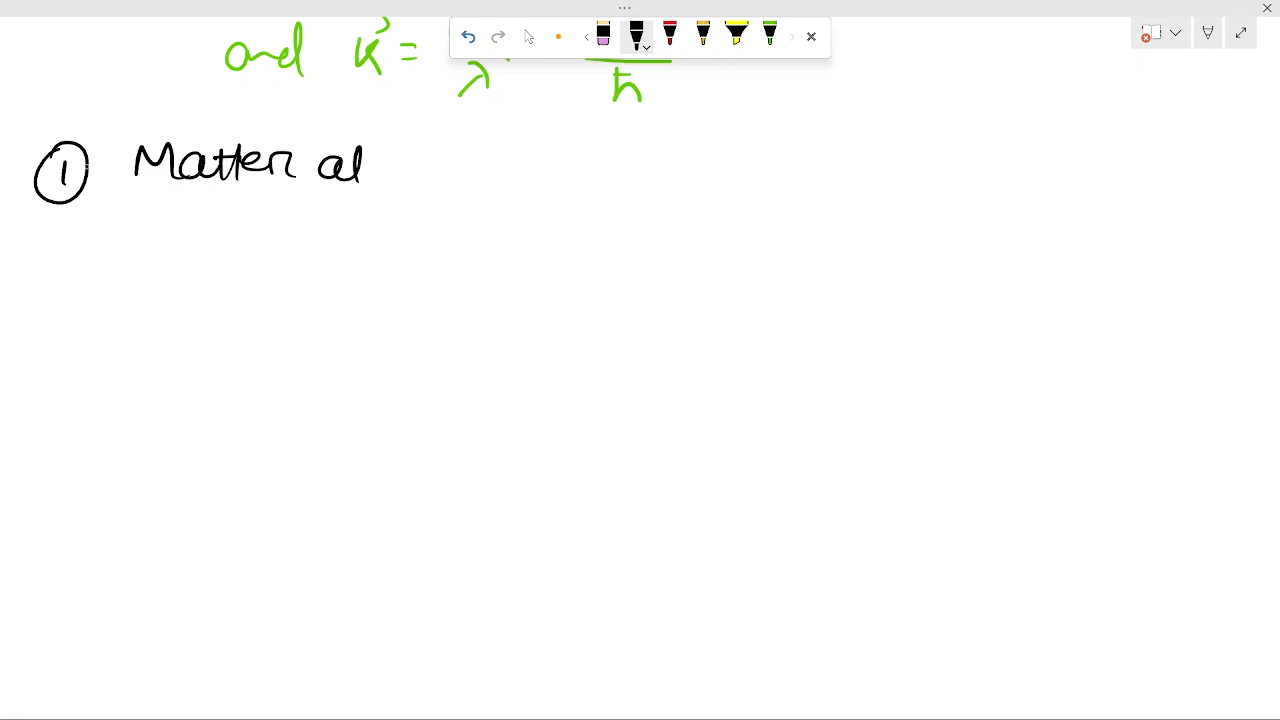 and k =
λ ħ
① Matter al